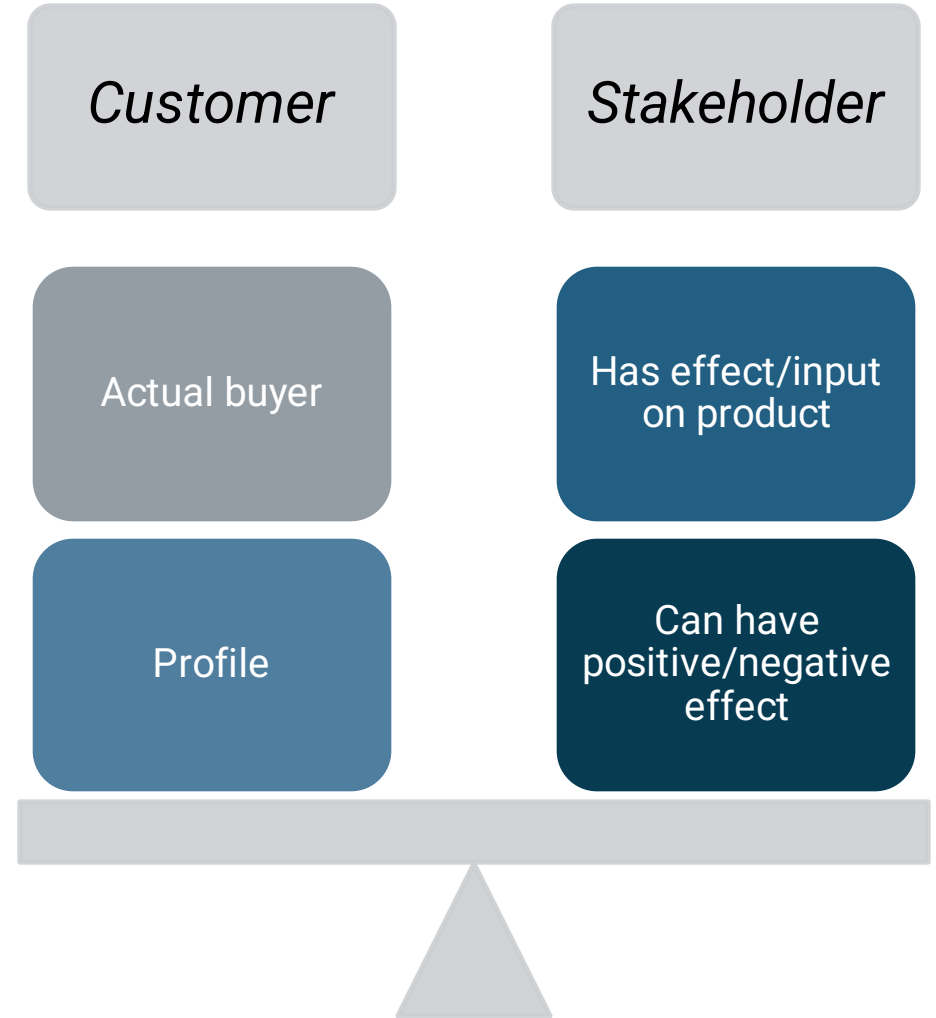 Customer
Stakeholder
Actual buyer
Has effect/input
on product
Profile
Can have
positive/negative
effect